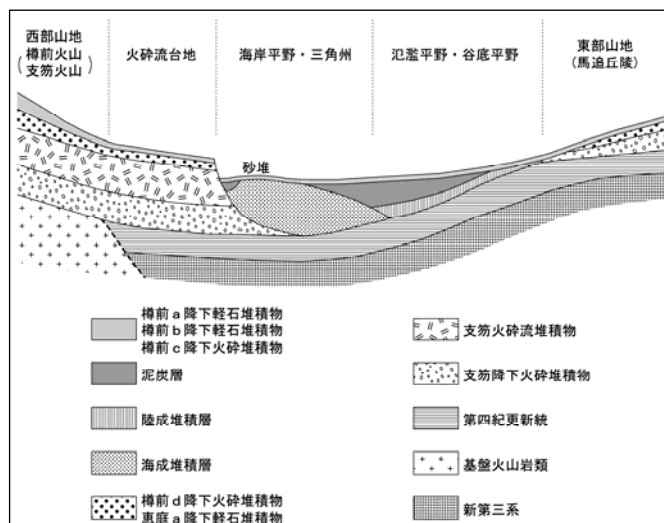 西部山地
(樽前火山
支笏火山)
火砕流台地
海岸平野・三角州
氾濫平野・谷底平野
東部山地
(馬追丘陵)
砂堆
樽前a降下軽石堆積物
樽前b降下軽石堆積物
樽前c降下火砕堆積物
泥炭層
陸成堆積層
海成堆積層
樽前d降下火砕堆積物
恵庭a降下軽石堆積物
支笏火砕流堆積物
支笏降下火砕堆積物
第四紀更新統
基盤火山岩類
新第三系